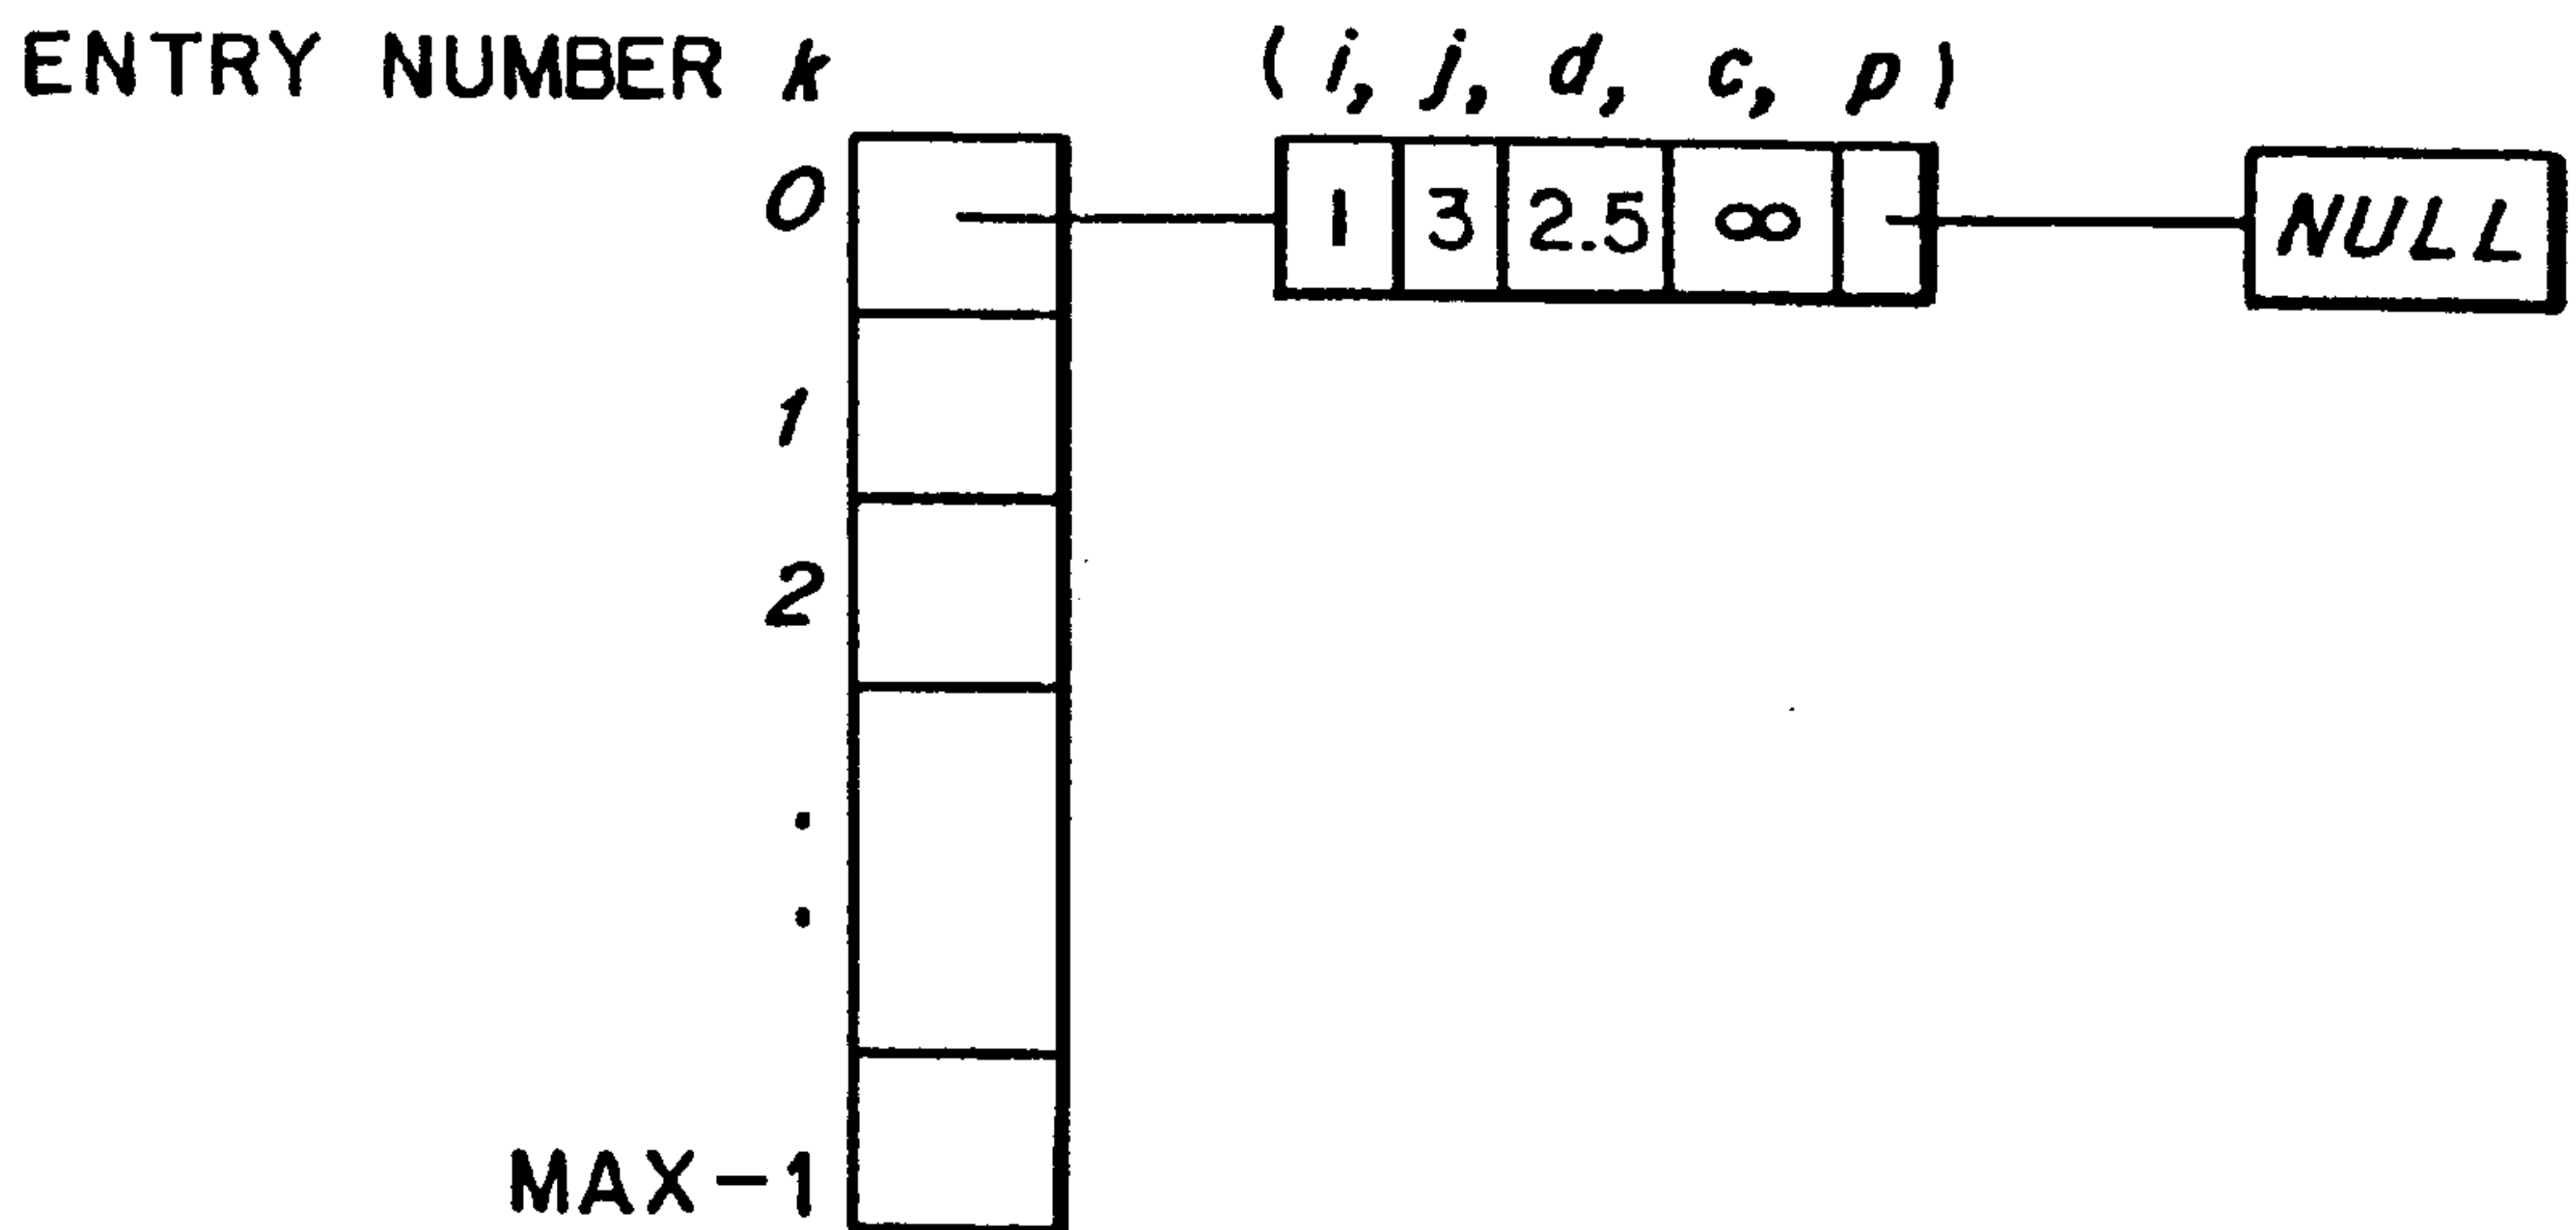 ENTRY NUMBER k (i, j, d, c, p)
0 1 3 2.5 ∞ NULL
1
2
.
.
MAX-1